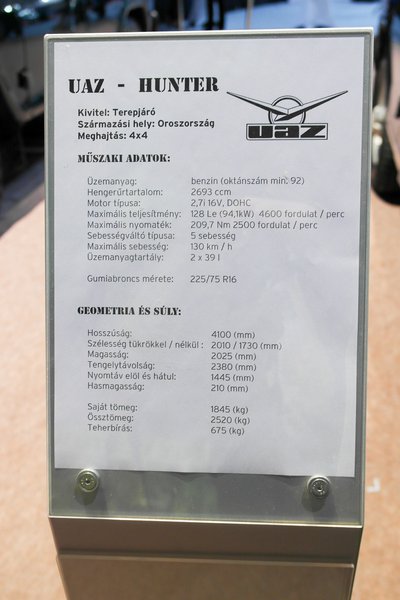 UAZ - HUNTER
Kivitel: Terepjáró
Származási hely: Oroszország
Meghajtás: 4x4
UAZ
MŰSZAKI ADATOK:
Üzemanyag: benzin (oktánszám min. 92)
Hengerűrtartalom: 2693 ccm
Motor típusa: 2,7i 16V, DOHC
Maximális teljesítmény: 128 Le (94,1kW) 4600 fordulat / perc
Maximális nyomaték: 209,7 Nm 2500 fordulat / perc
Sebességváltó típusa: 5 sebesség
Maximális sebesség: 130 km / h
Üzemanyagtartály: 2 x 39 l
Gumiabroncs mérete: 225/75 R16
GEOMETRIA ÉS SÚLY:
Hosszúság: 4100 (mm)
Szélesség tükrökkel / nélkül : 2010 / 1730 (mm)
Magasság: 2025 (mm)
Tengelytávolság: 2380 (mm)
Nyomtáv elöl és hátul: 1445 (mm)
Hasmagasság: 210 (mm)
Saját tömeg: 1845 (kg)
Össztömeg: 2520 (kg)
Teherbírás: 675 (kg)